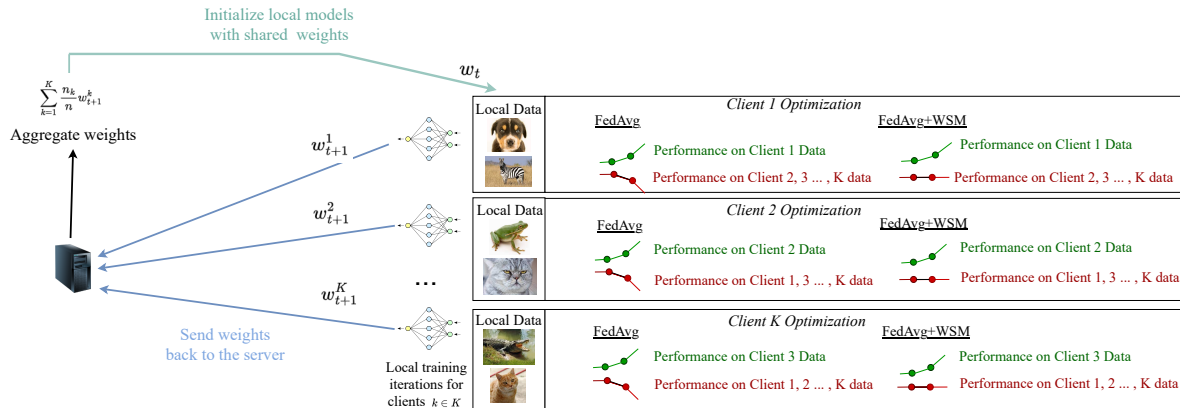 Initialize local models
with shared weights
$w_t$
$\sum_{k=1}^{K} \frac{n_k}{n} w_{t+1}^k$
Aggregate weights
$w_{t+1}^1$
$w_{t+1}^2$
...
$w_{t+1}^K$
Send weights
back to the server
Local training
iterations for
clients $k \in K$
Local Data
Client 1 Optimization
FedAvg
Performance on Client 1 Data
Performance on Client 2, 3 ... , K data
FedAvg+WSM
Performance on Client 1 Data
Performance on Client 2, 3 ... , K data
Local Data
Client 2 Optimization
FedAvg
Performance on Client 2 Data
Performance on Client 1, 3 ... , K data
FedAvg+WSM
Performance on Client 2 Data
Performance on Client 1, 3 ... , K data
Local Data
Client K Optimization
FedAvg
Performance on Client 3 Data
Performance on Client 1, 2 ... , K data
FedAvg+WSM
Performance on Client 3 Data
Performance on Client 1, 2 ... , K data